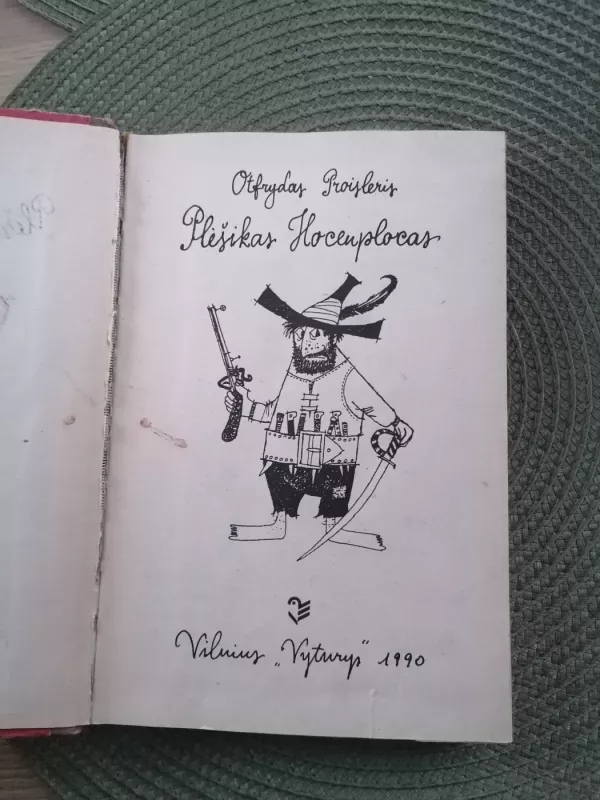 Otfrydas Proisleris
Plėšikas Hocenplocas
Vilnius „Vyturys" 1990